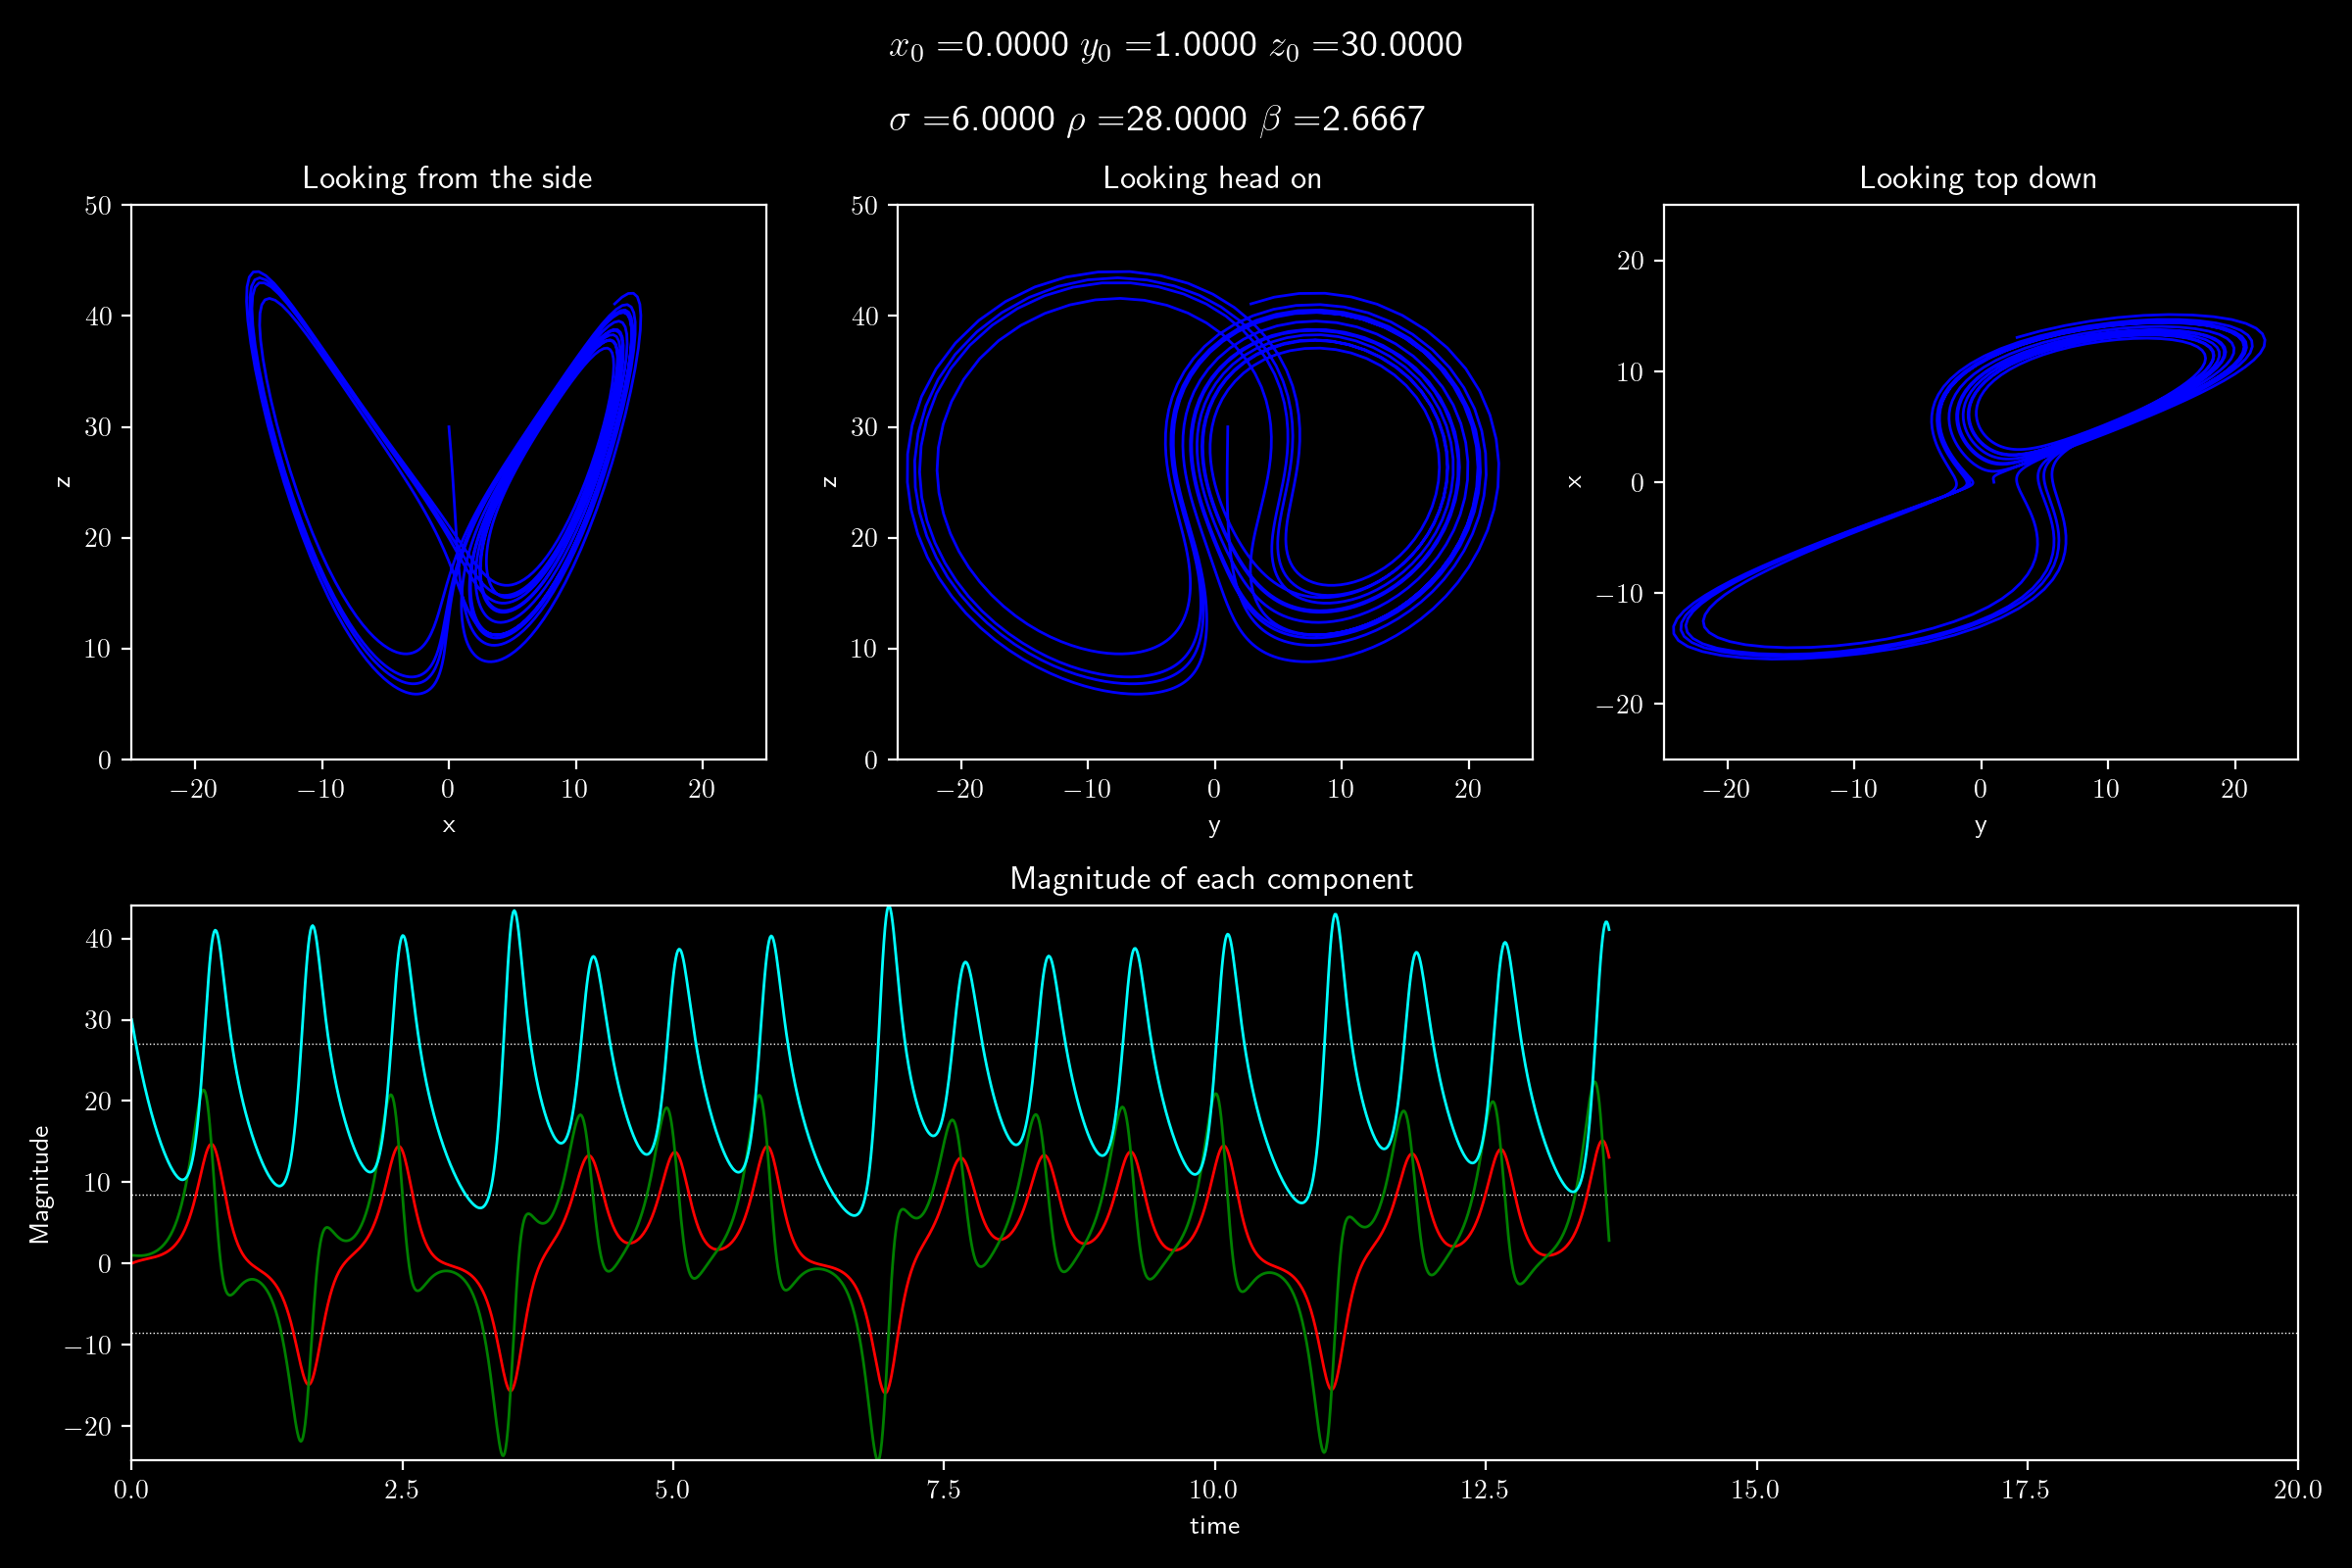 x₀ =0.0000 y₀ =1.0000 z₀ =30.0000
σ =6.0000 ρ =28.0000 β =2.6667
Looking from the side
50
40
30
20
10
0
z
−20 −10 0 10 20
x
Looking head on
50
40
30
20
10
0
z
−20 −10 0 10 20
y
Looking top down
20
10
0
−10
−20
x
−20 −10 0 10 20
y
Magnitude of each component
40
30
20
10
0
−10
−20
Magnitude
0.0 2.5 5.0 7.5 10.0 12.5 15.0 17.5 20.0
time